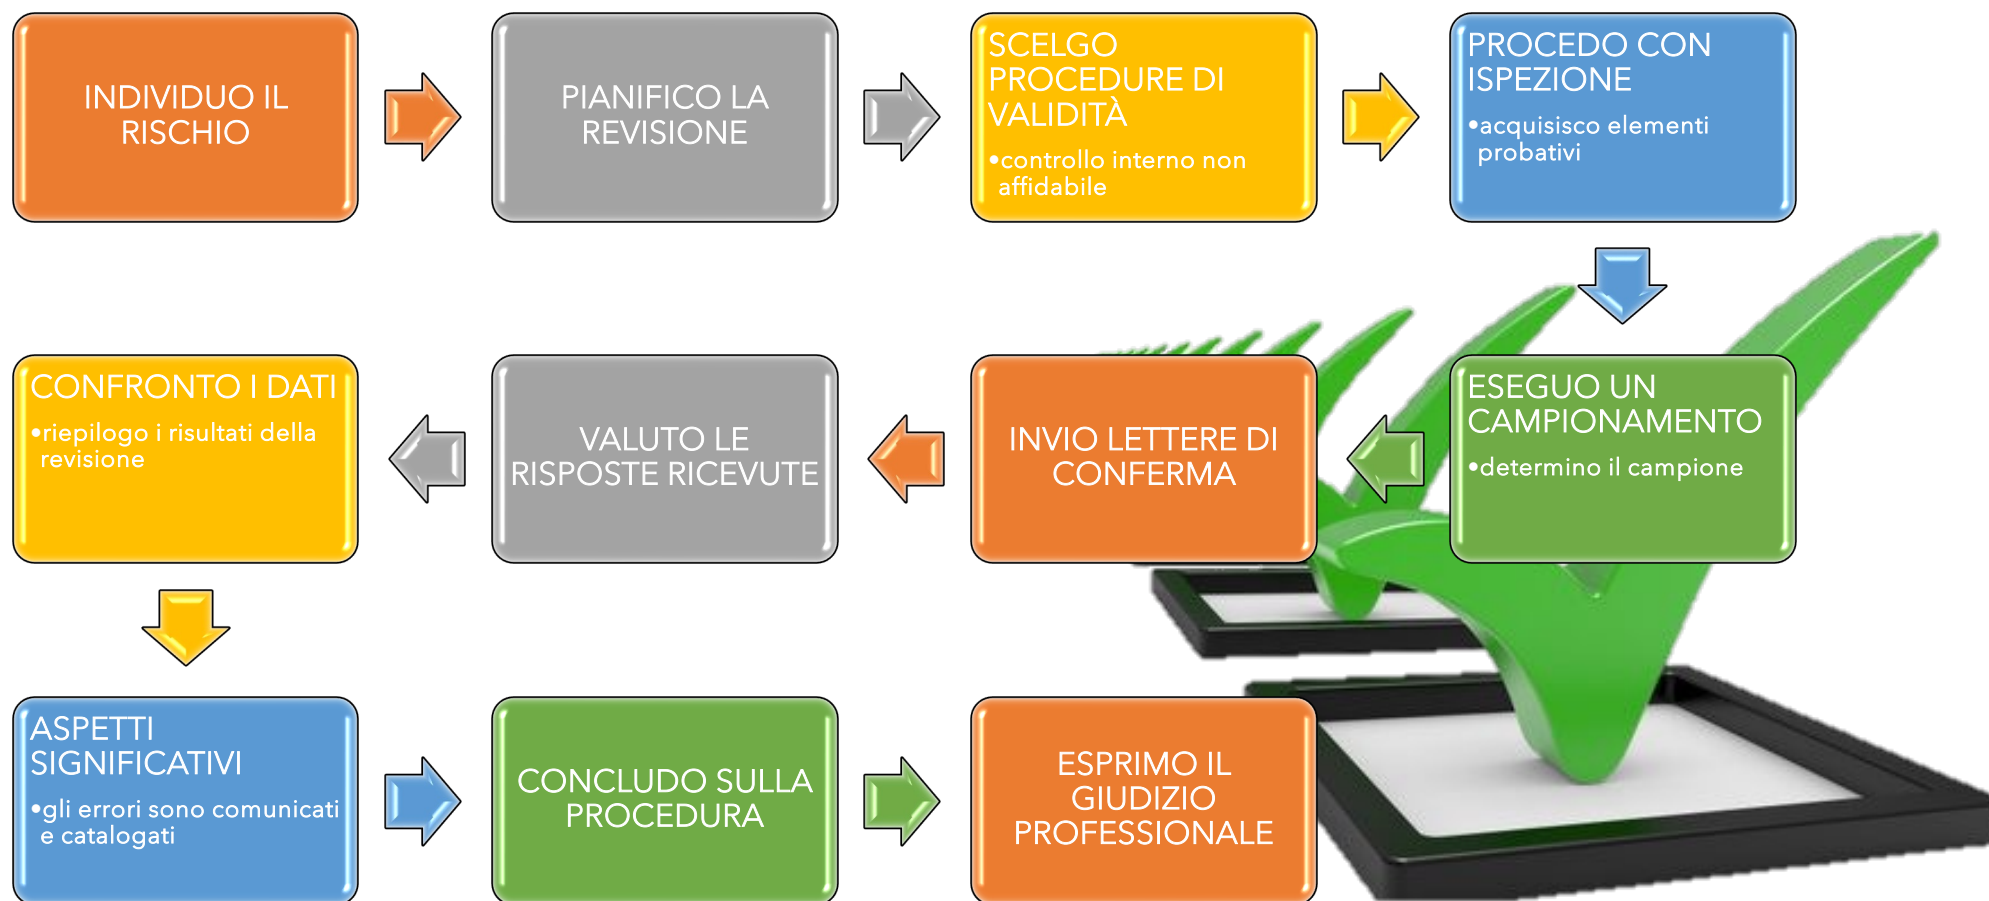 INDIVIDUO IL
RISCHIO
PIANIFICO LA
REVISIONE
SCELGO
PROCEDURE DI
VALIDITÀ
•controllo interno non
affidabile
PROCEDO CON
ISPEZIONE
•acquisisco elementi
probativi
ESEGUO UN
CAMPIONAMENTO
•determino il campione
INVIO LETTERE DI
CONFERMA
VALUTO LE
RISPOSTE RICEVUTE
CONFRONTO I DATI
•riepilogo i risultati della
revisione
ASPETTI
SIGNIFICATIVI
•gli errori sono comunicati
e catalogati
CONCLUDO SULLA
PROCEDURA
ESPRIMO IL
GIUDIZIO
PROFESSIONALE